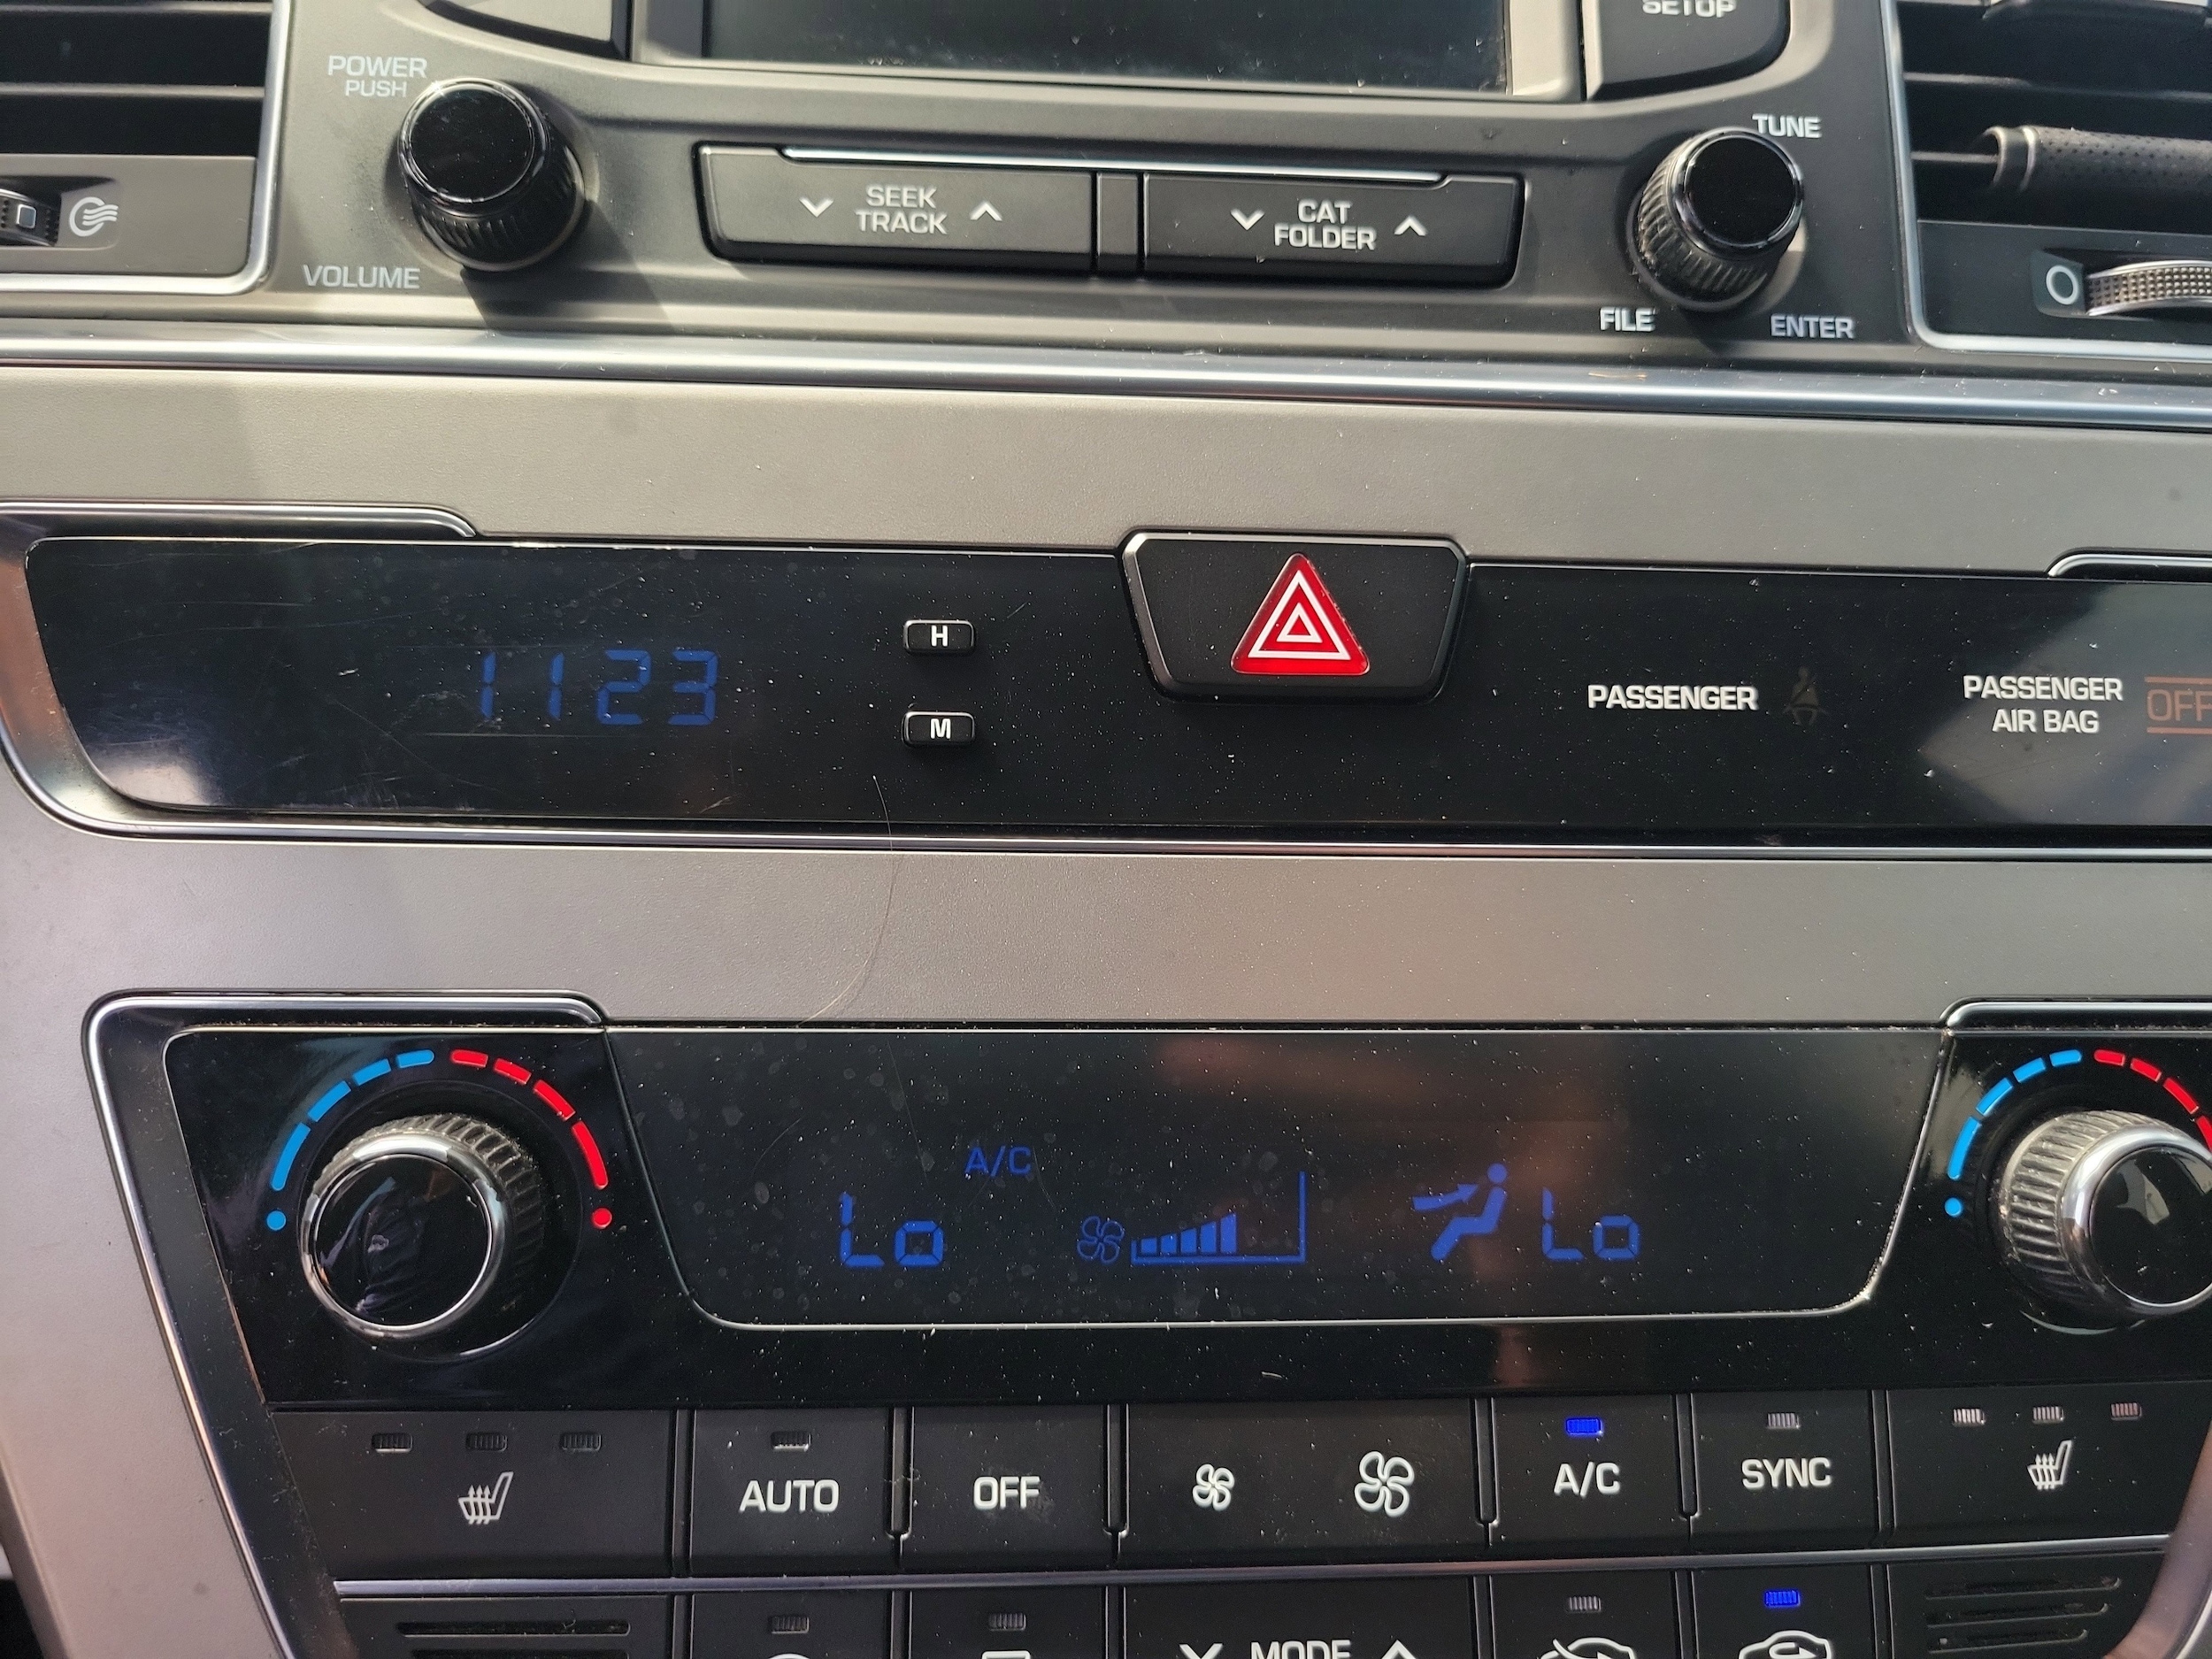 SETUP
POWER
PUSH
TUNE
SEEK
TRACK
CAT
FOLDER
VOLUME
FILE
ENTER
H
1123
M
PASSENGER
PASSENGER
AIR BAG
OFF
A/C
Lo
Lo
AUTO
OFF
A/C
SYNC
MODE